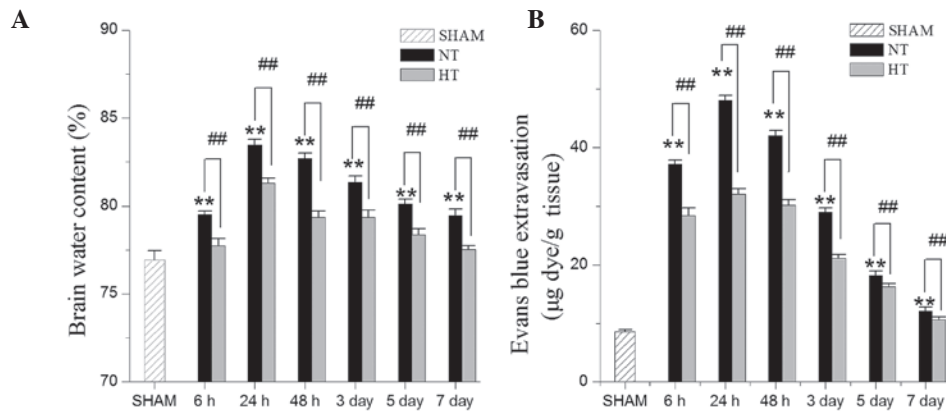 A
Brain water content (%)
90
85
80
75
70
SHAM
NT
HT
**
##
**
##
**
##
**
##
**
##
**
##
SHAM 6 h 24 h 48 h 3 day 5 day 7 day
B
Evans blue extravasation
(µg dye/g tissue)
60
40
20
0
SHAM
NT
HT
**
##
**
##
**
##
**
##
**
##
**
##
SHAM 6 h 24 h 48 h 3 day 5 day 7 day